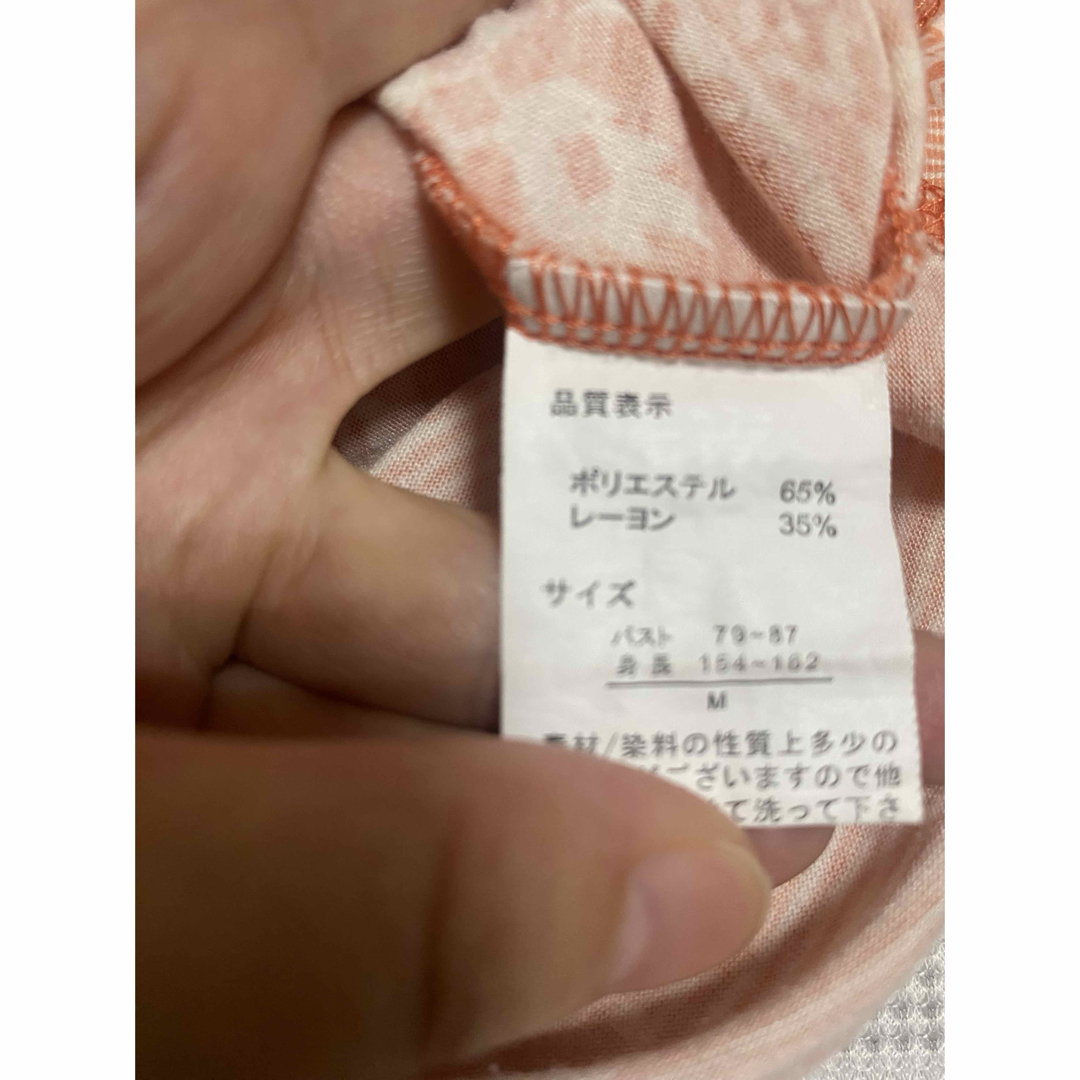 品質表示
ポリエステル 65%
レーヨン 35%
サイズ
バスト 79-87
身長 154-162
M
素材/染料の性質上多少の
ございますので他
て洗って下さ